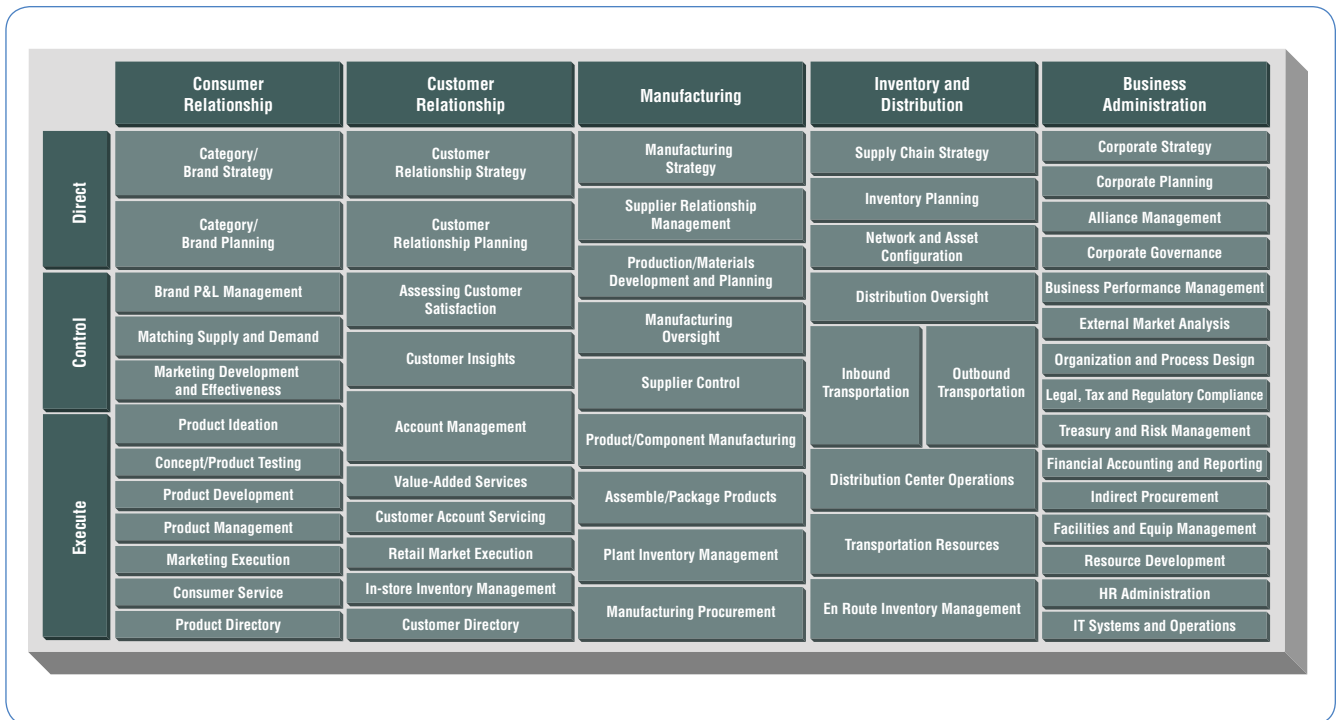 Consumer
Relationship
Customer
Relationship
Manufacturing
Inventory and
Distribution
Business
Administration
Direct
Control
Execute
Category/
Brand Strategy
Category/
Brand Planning
Brand P&L Management
Matching Supply and Demand
Marketing Development
and Effectiveness
Product Ideation
Concept/Product Testing
Product Development
Product Management
Marketing Execution
Consumer Service
Product Directory
Customer
Relationship Strategy
Customer
Relationship Planning
Assessing Customer
Satisfaction
Customer Insights
Account Management
Value-Added Services
Customer Account Servicing
Retail Market Execution
In-store Inventory Management
Customer Directory
Manufacturing
Strategy
Supplier Relationship
Management
Production/Materials
Development and Planning
Manufacturing
Oversight
Supplier Control
Product/Component Manufacturing
Assemble/Package Products
Plant Inventory Management
Manufacturing Procurement
Supply Chain Strategy
Inventory Planning
Network and Asset
Configuration
Distribution Oversight
Inbound
Transportation
Outbound
Transportation
Distribution Center Operations
Transportation Resources
En Route Inventory Management
Corporate Strategy
Corporate Planning
Alliance Management
Corporate Governance
Business Performance Management
External Market Analysis
Organization and Process Design
Legal, Tax and Regulatory Compliance
Treasury and Risk Management
Financial Accounting and Reporting
Indirect Procurement
Facilities and Equip Management
Resource Development
HR Administration
IT Systems and Operations